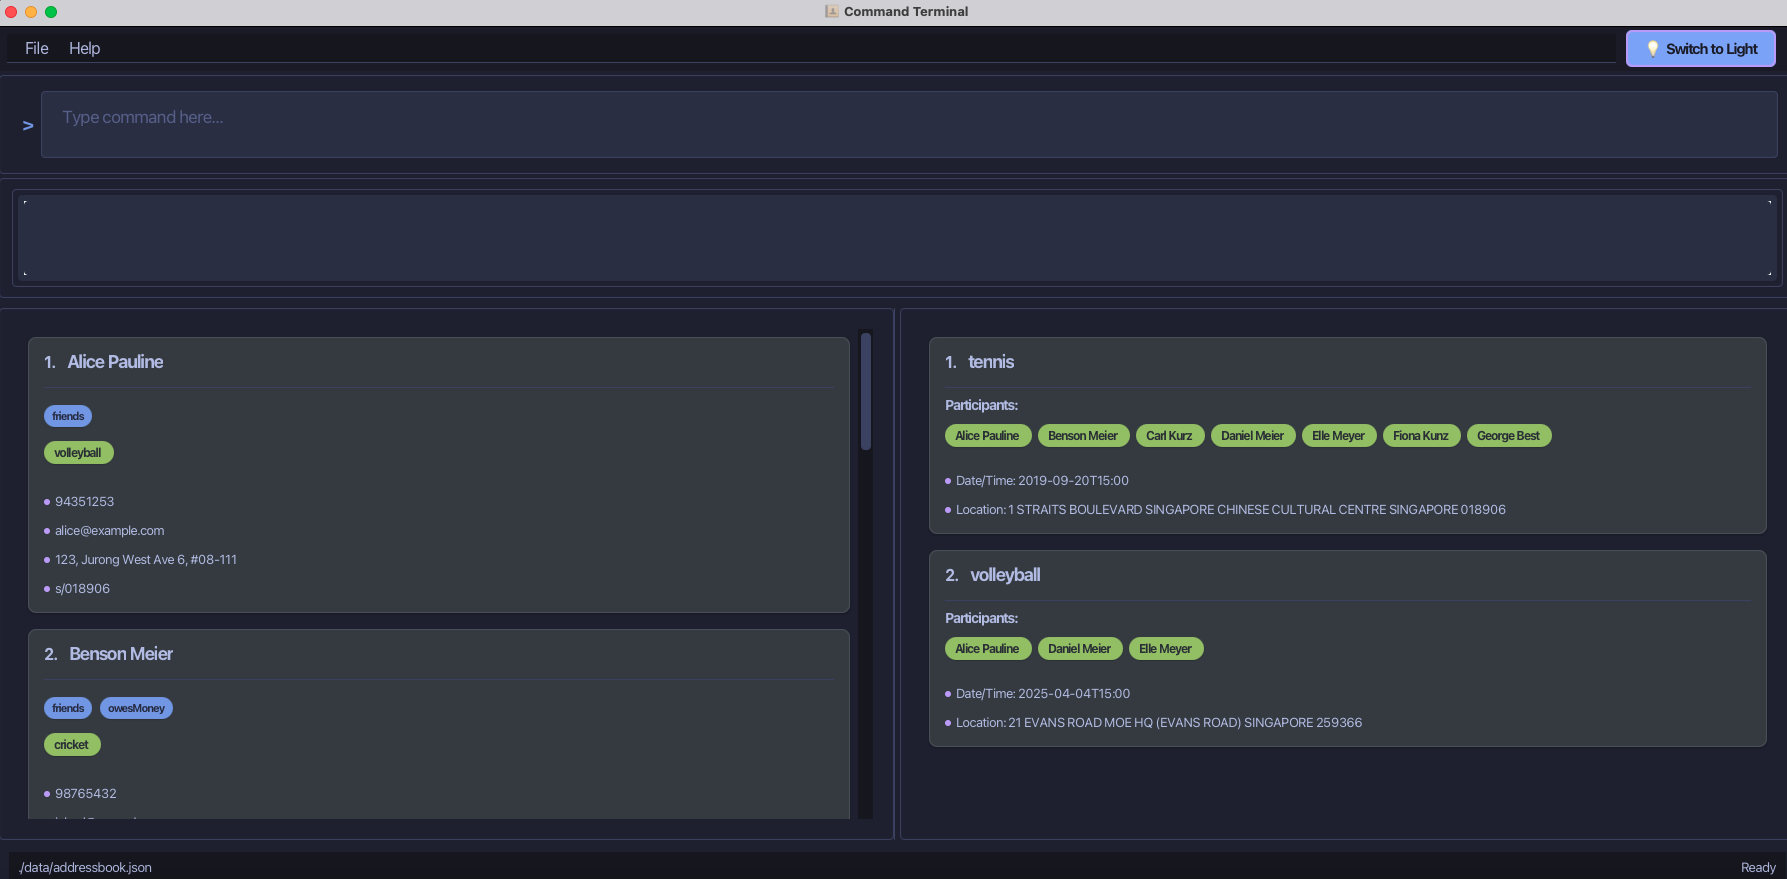 Command Terminal
File Help
Switch to Light
>
Type command here...
1. Alice Pauline
friends
volleyball
94351253
alice@example.com
123, Jurong West Ave 6, #08-111
s/018906
2. Benson Meier
friends owesMoney
cricket
98765432
1. tennis
Participants:
Alice Pauline Benson Meier Carl Kurz Daniel Meier Elle Meyer Fiona Kunz George Best
Date/Time: 2019-09-20T15:00
Location: 1 STRAITS BOULEVARD SINGAPORE CHINESE CULTURAL CENTRE SINGAPORE 018906
2. volleyball
Participants:
Alice Pauline Daniel Meier Elle Meyer
Date/Time: 2025-04-04T15:00
Location: 21 EVANS ROAD MOE HQ (EVANS ROAD) SINGAPORE 259366
./data/addressbook.json
Ready